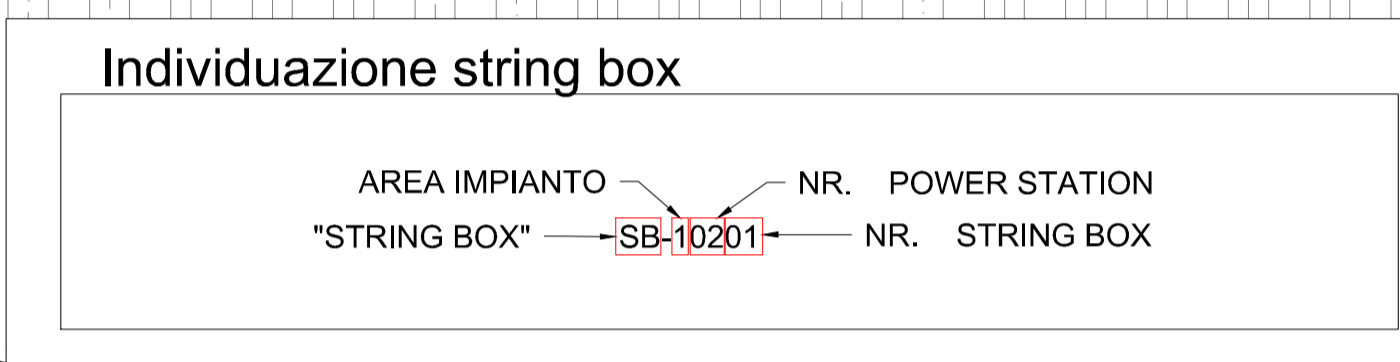 Individuazione string box
AREA IMPIANTO
NR. POWER STATION
"STRING BOX"
SB-10201
NR. STRING BOX